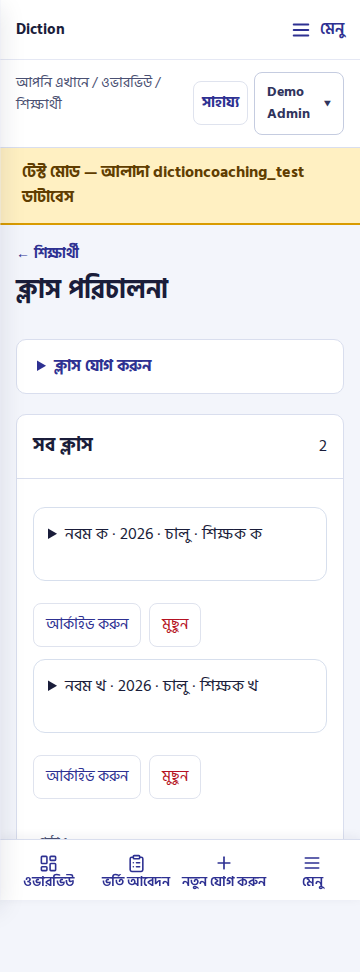 Diction
মেনু
আপনি এখানে / ওভারভিউ /
শিক্ষার্থী
সাহায্য
Demo
Admin
টেস্ট মোড — আলাদা dictioncoaching_test
ডাটাবেস
← শিক্ষার্থী
ক্লাস পরিচালনা
ক্লাস যোগ করুন
সব ক্লাস
2
নবম ক · 2026 · চালু · শিক্ষক ক
আর্কাইভ করুন
মুছুন
নবম খ · 2026 · চালু · শিক্ষক খ
আর্কাইভ করুন
মুছুন
ওভারভিউ
ভর্তি আবেদন
নতুন যোগ করুন
মেনু